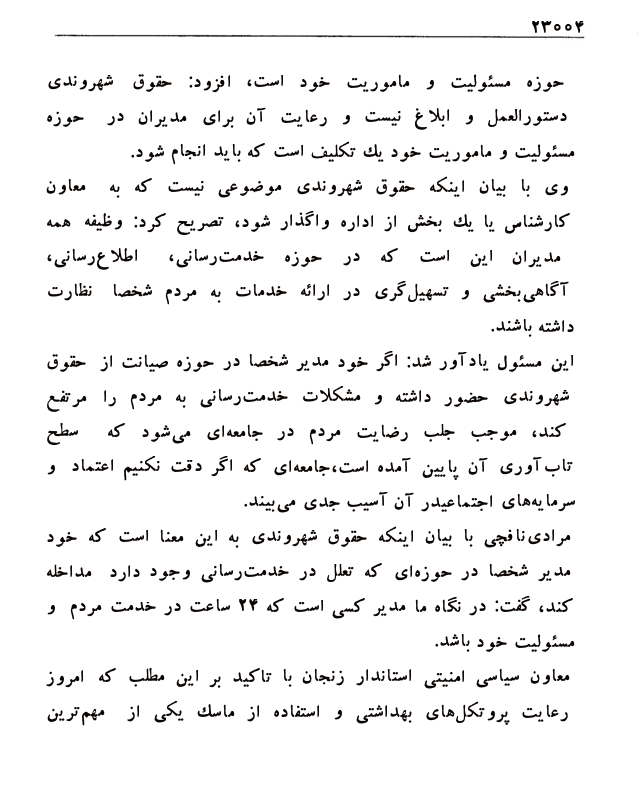 ۲۳۰۰۴
حوزه مسئولیت و ماموریت خود است، افزود: حقوق شهروندی
دستورالعمل و ابلاغ نیست و رعایت آن برای مدیران در حوزه
مسئولیت و ماموریت خود یك تکلیف است که باید انجام شود.
وی با بیان اینکه حقوق شهروندی موضوعی نیست که به معاون
کارشناس یا یك بخش از اداره واگذار شود، تصریح کرد: وظیفه همه
مدیران این است که در حوزه خدمت‌رسانی، اطلاع‌رسانی،
آگاهی‌بخشی و تسهیل‌گری در ارائه خدمات به مردم شخصا نظارت
داشته باشند.
این مسئول یادآور شد: اگر خود مدیر شخصا در حوزه صیانت از حقوق
شهروندی حضور داشته و مشکلات خدمت‌رسانی به مردم را مرتفع
کند، موجب جلب رضایت مردم در جامعه‌ای می‌شود که سطح
تاب‌آوری آن پایین آمده است،جامعه‌ای که اگر دقت نکنیم اعتماد و
سرمایه‌های اجتماعیدر آن آسیب جدی می‌بیند.
مرادی‌نافچی با بیان اینکه حقوق شهروندی به این معنا است که خود
مدیر شخصا در حوزه‌ای که تعلل در خدمت‌رسانی وجود دارد مداخله
کند، گفت: در نگاه ما مدیر کسی است که ۲۴ ساعت در خدمت مردم و
مسئولیت خود باشد.
معاون سیاسی امنیتی استاندار زنجان با تاکید بر این مطلب که امروز
رعایت پروتکل‌های بهداشتی و استفاده از ماسك یکی از مهم‌ترین